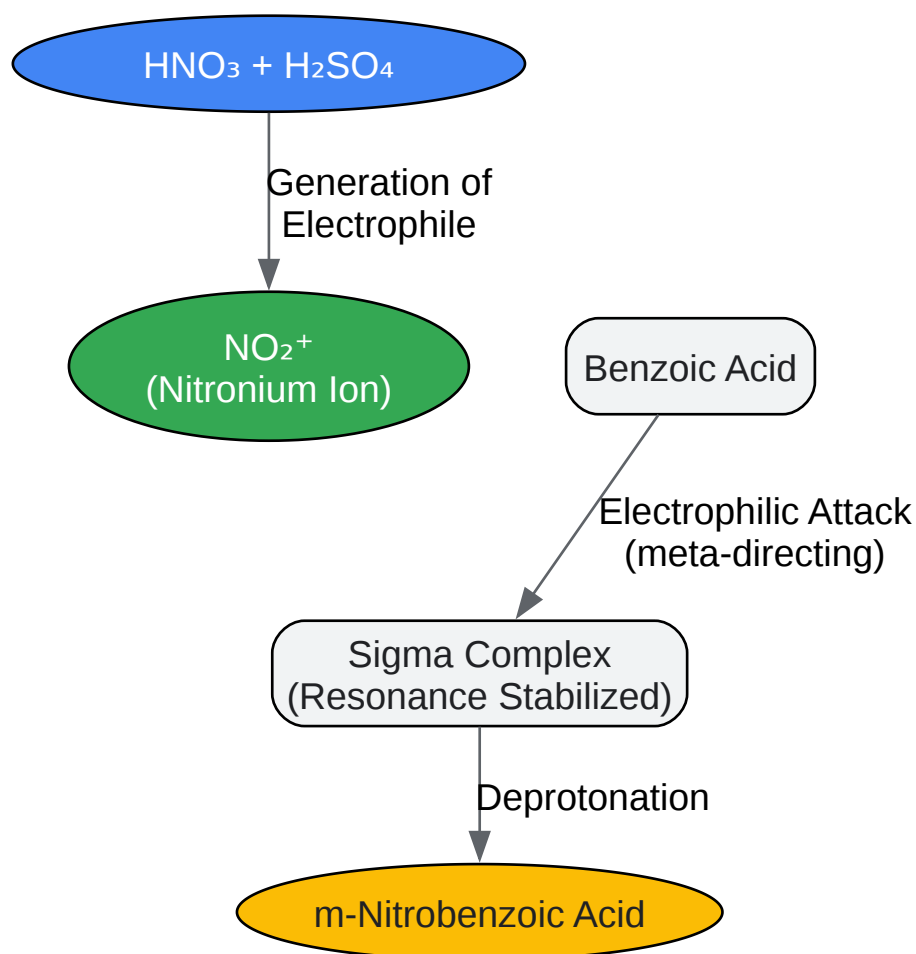 HNO₃ + H₂SO₄
Generation of
Electrophile
NO₂⁺
(Nitronium Ion)
Benzoic Acid
Electrophilic Attack
(meta-directing)
Sigma Complex
(Resonance Stabilized)
Deprotonation
m-Nitrobenzoic Acid